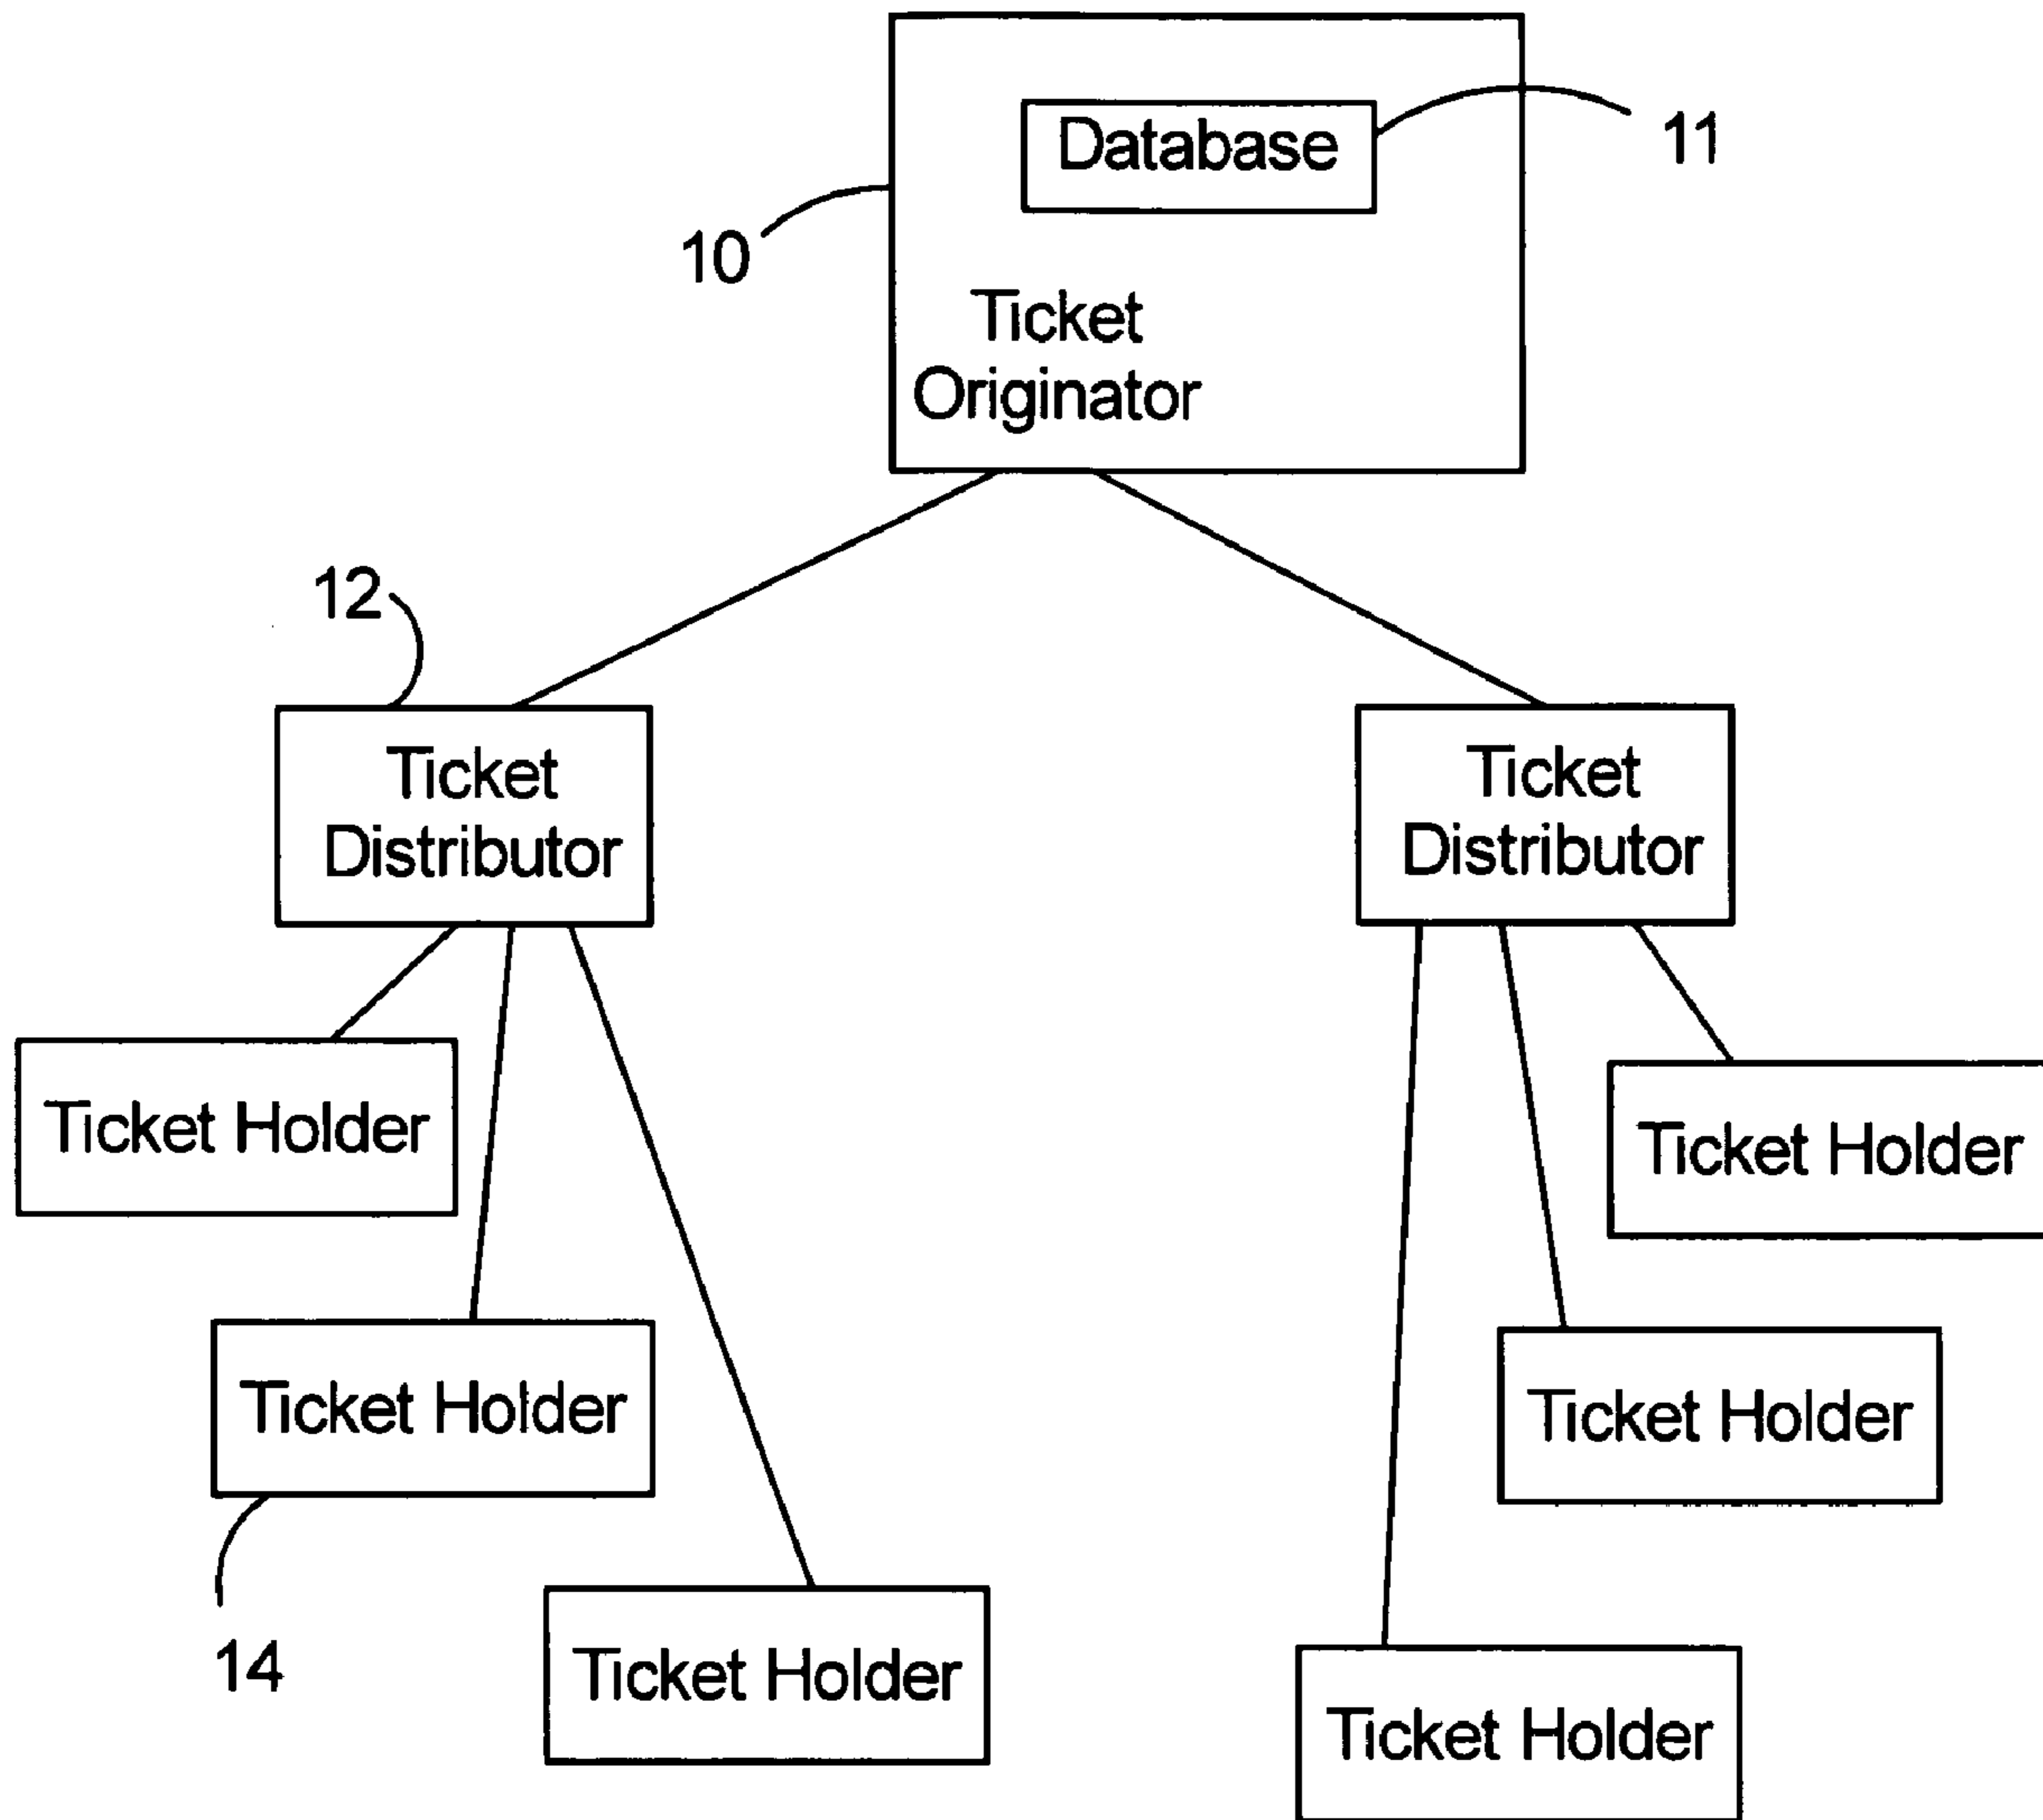 Database
11
10
Ticket
Originator
12
Ticket
Distributor
Ticket
Distributor
Ticket Holder
Ticket Holder
Ticket Holder
Ticket Holder
14
Ticket Holder
Ticket Holder